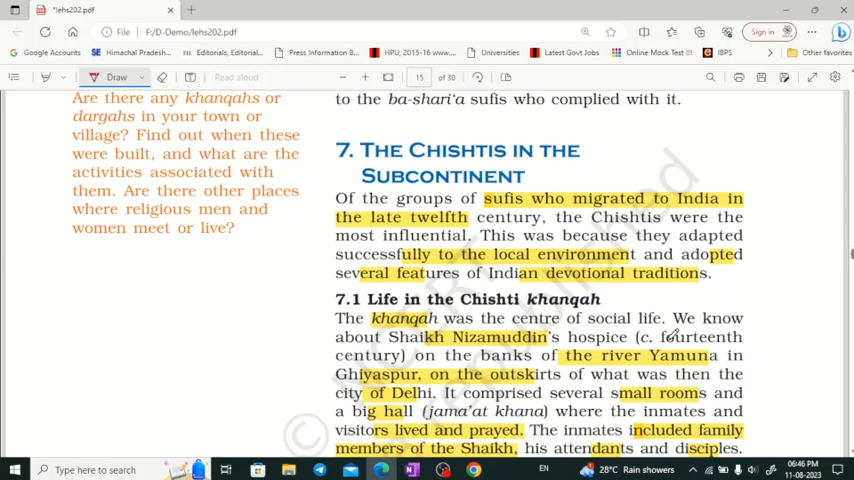 *lehs202.pdf
File
F:/D-Demo/lehs202.pdf
Sign in
Google Accounts
Himachal Pradesh...
Editorials, Editorial...
Press Information B...
HPU, 2015-16 www....
Universities
Latest Govt Jobs
Online Mock Test !!!
IBPS
Other favorites
Draw
Read aloud
15
of 30
Are there any khanqahs or
dargahs in your town or
village? Find out when these
were built, and what are the
activities associated with
them. Are there other places
where religious men and
women meet or live?
to the ba-shari‘a sufis who complied with it.
7. THE CHISHTIS IN THE
SUBCONTINENT
Of the groups of sufis who migrated to India in
the late twelfth century, the Chishtis were the
most influential. This was because they adapted
successfully to the local environment and adopted
several features of Indian devotional traditions.
7.1 Life in the Chishti khanqah
The khanqah was the centre of social life. We know
about Shaikh Nizamuddin's hospice (c. fourteenth
century) on the banks of the river Yamuna in
Ghiyaspur, on the outskirts of what was then the
city of Delhi. It comprised several small rooms and
a big hall (jama'at khana) where the inmates and
visitors lived and prayed. The inmates included family
members of the Shaikh, his attendants and disciples.
Type here to search
EN
28°C Rain showers
06:46 PM
11-08-2023